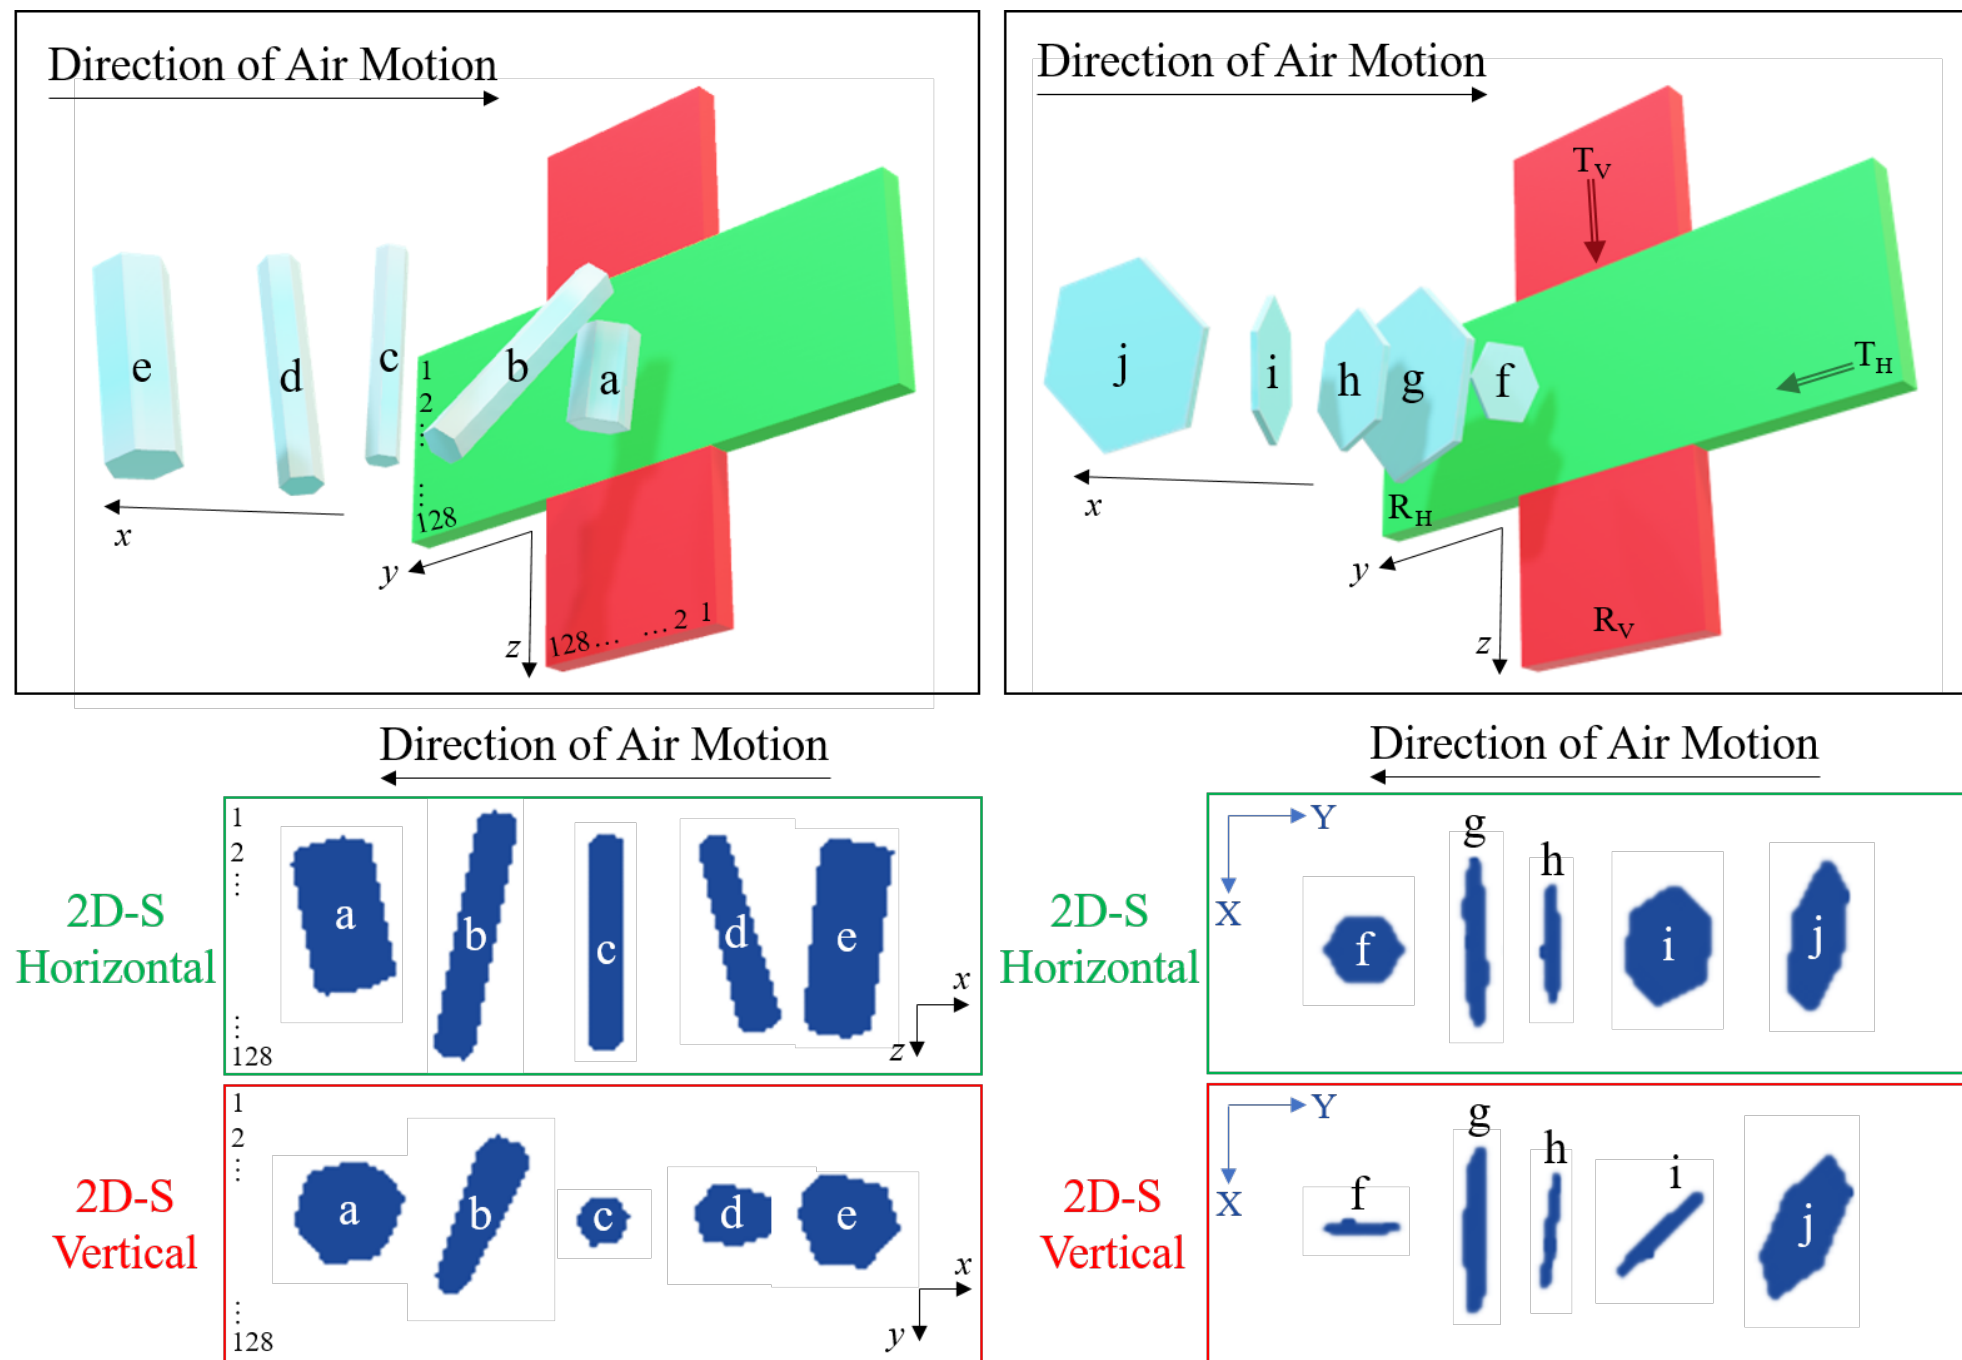 Direction of Air Motion
e
d
c
b
a
1
2
⋮
⋮
128
x
y
z
128... ...2 1
Direction of Air Motion
T_V
T_H
j
i
h
g
f
x
R_H
y
z
R_V
Direction of Air Motion
2D-S
Horizontal
1
2
⋮
⋮
128
a
b
c
d
e
x
z
2D-S
Vertical
1
2
⋮
⋮
128
a
b
c
d
e
x
y
Direction of Air Motion
2D-S
Horizontal
Y
X
f
g
h
i
j
2D-S
Vertical
Y
X
f
g
h
i
j